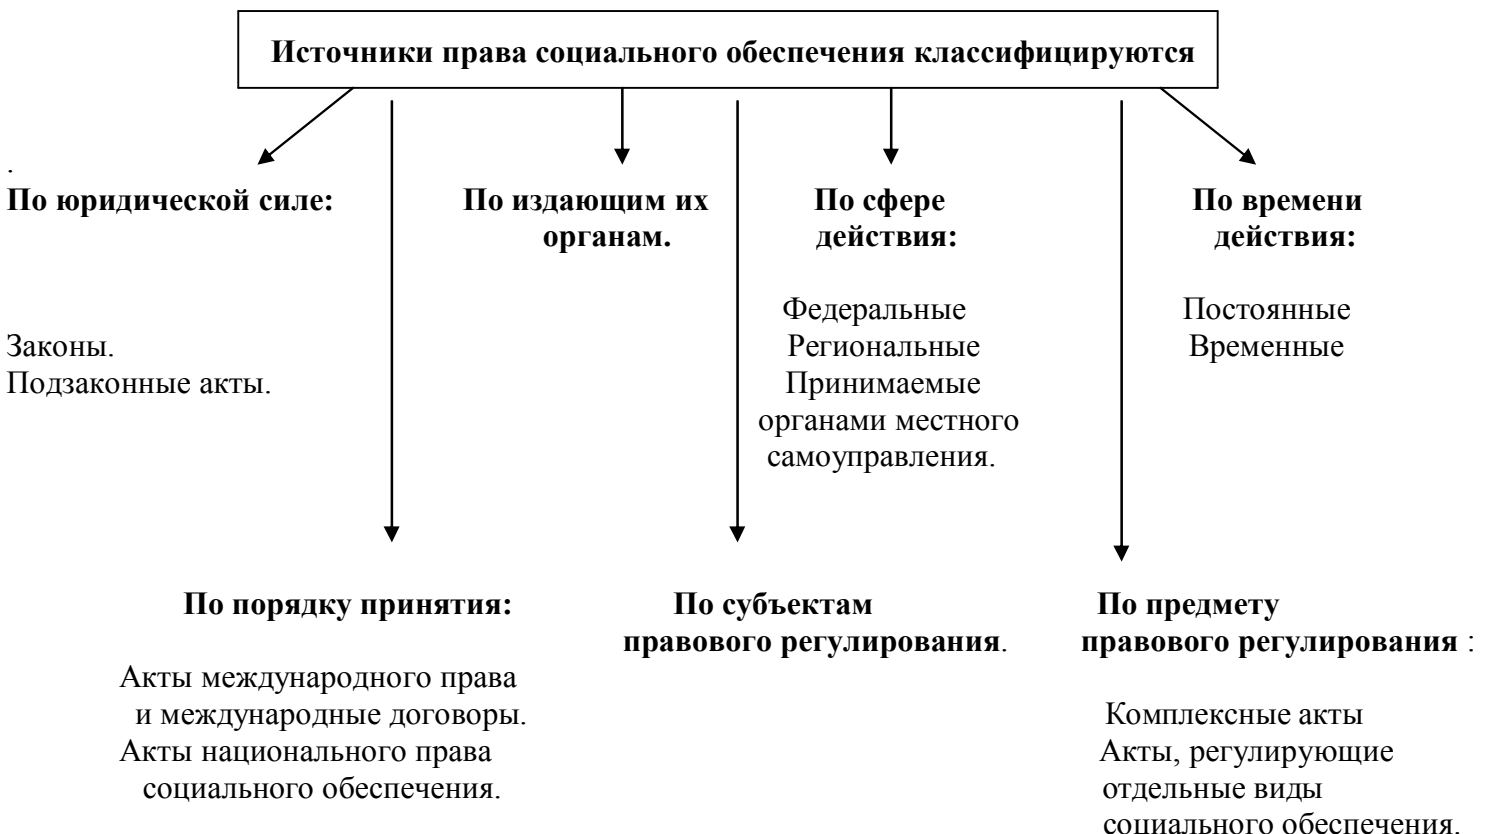 Источники права социального обеспечения классифицируются
.
По юридической силе:
Законы.
Подзаконные акты.
По издающим их
органам.
По сфере
действия:
Федеральные
Региональные
Принимаемые
органами местного
самоуправления.
По времени
действия:
Постоянные
Временные
По порядку принятия:
Акты международного права
и международные договоры.
Акты национального права
социального обеспечения.
По субъектам
правового регулирования.
По предмету
правового регулирования :
Комплексные акты
Акты, регулирующие
отдельные виды
социального обеспечения.